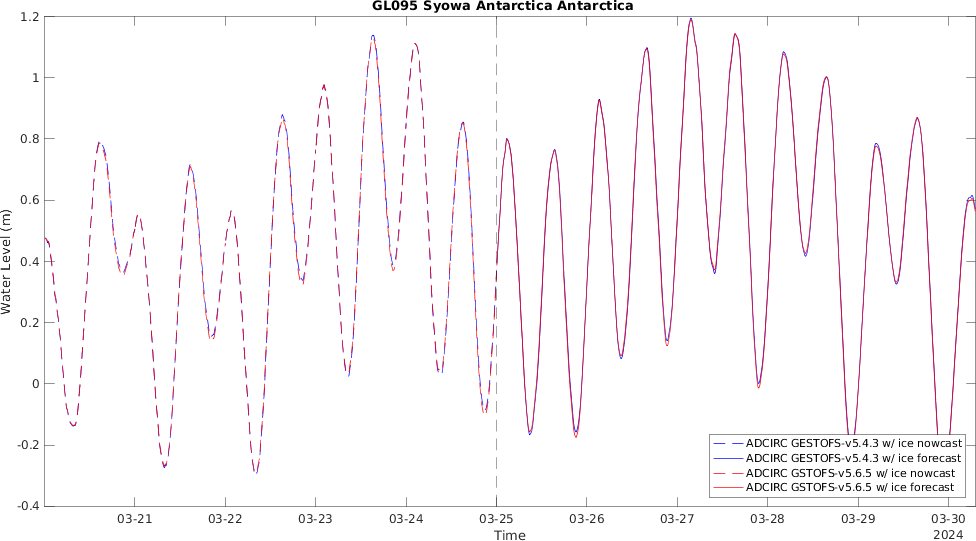 GL095 Syowa Antarctica Antarctica
1.2
1
0.8
0.6
0.4
0.2
0
-0.2
-0.4
Water Level (m)
03-21 03-22 03-23 03-24 03-25 03-26 03-27 03-28 03-29 03-30
2024
Time
ADCIRC GESTOFS-v5.4.3 w/ ice nowcast
ADCIRC GESTOFS-v5.4.3 w/ ice forecast
ADCIRC GSTOFS-v5.6.5 w/ ice nowcast
ADCIRC GSTOFS-v5.6.5 w/ ice forecast